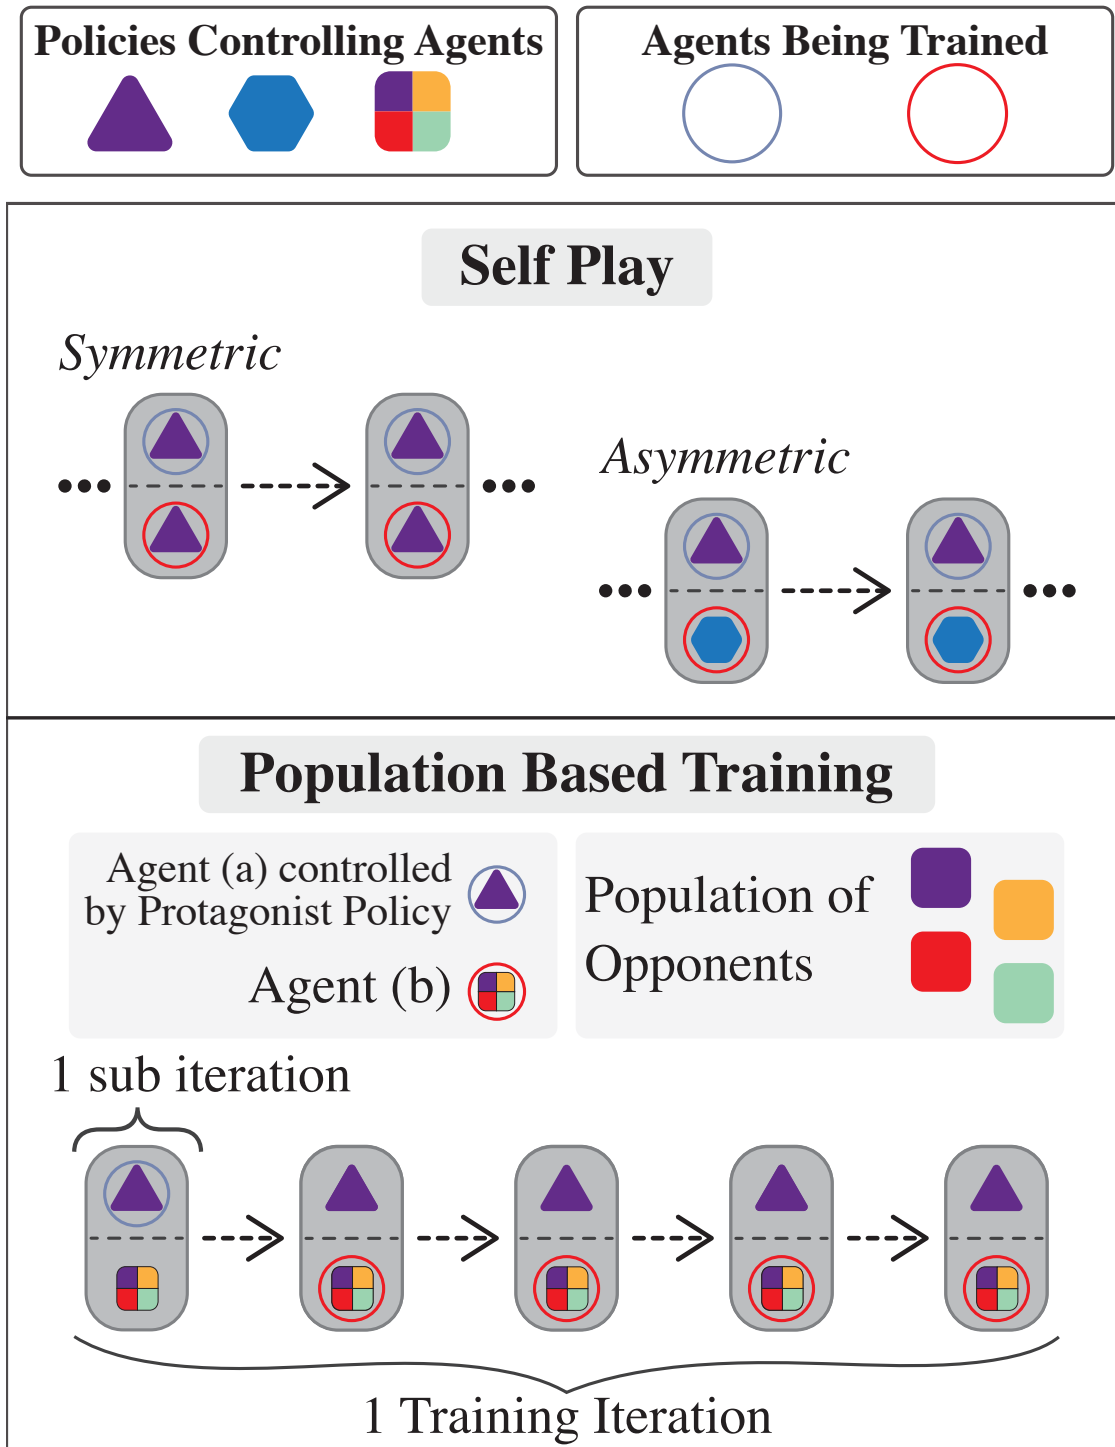 Policies Controlling Agents
Agents Being Trained
Self Play
Symmetric
Asymmetric
Population Based Training
Agent (a) controlled
by Protagonist Policy
Agent (b)
Population of
Opponents
1 sub iteration
1 Training Iteration